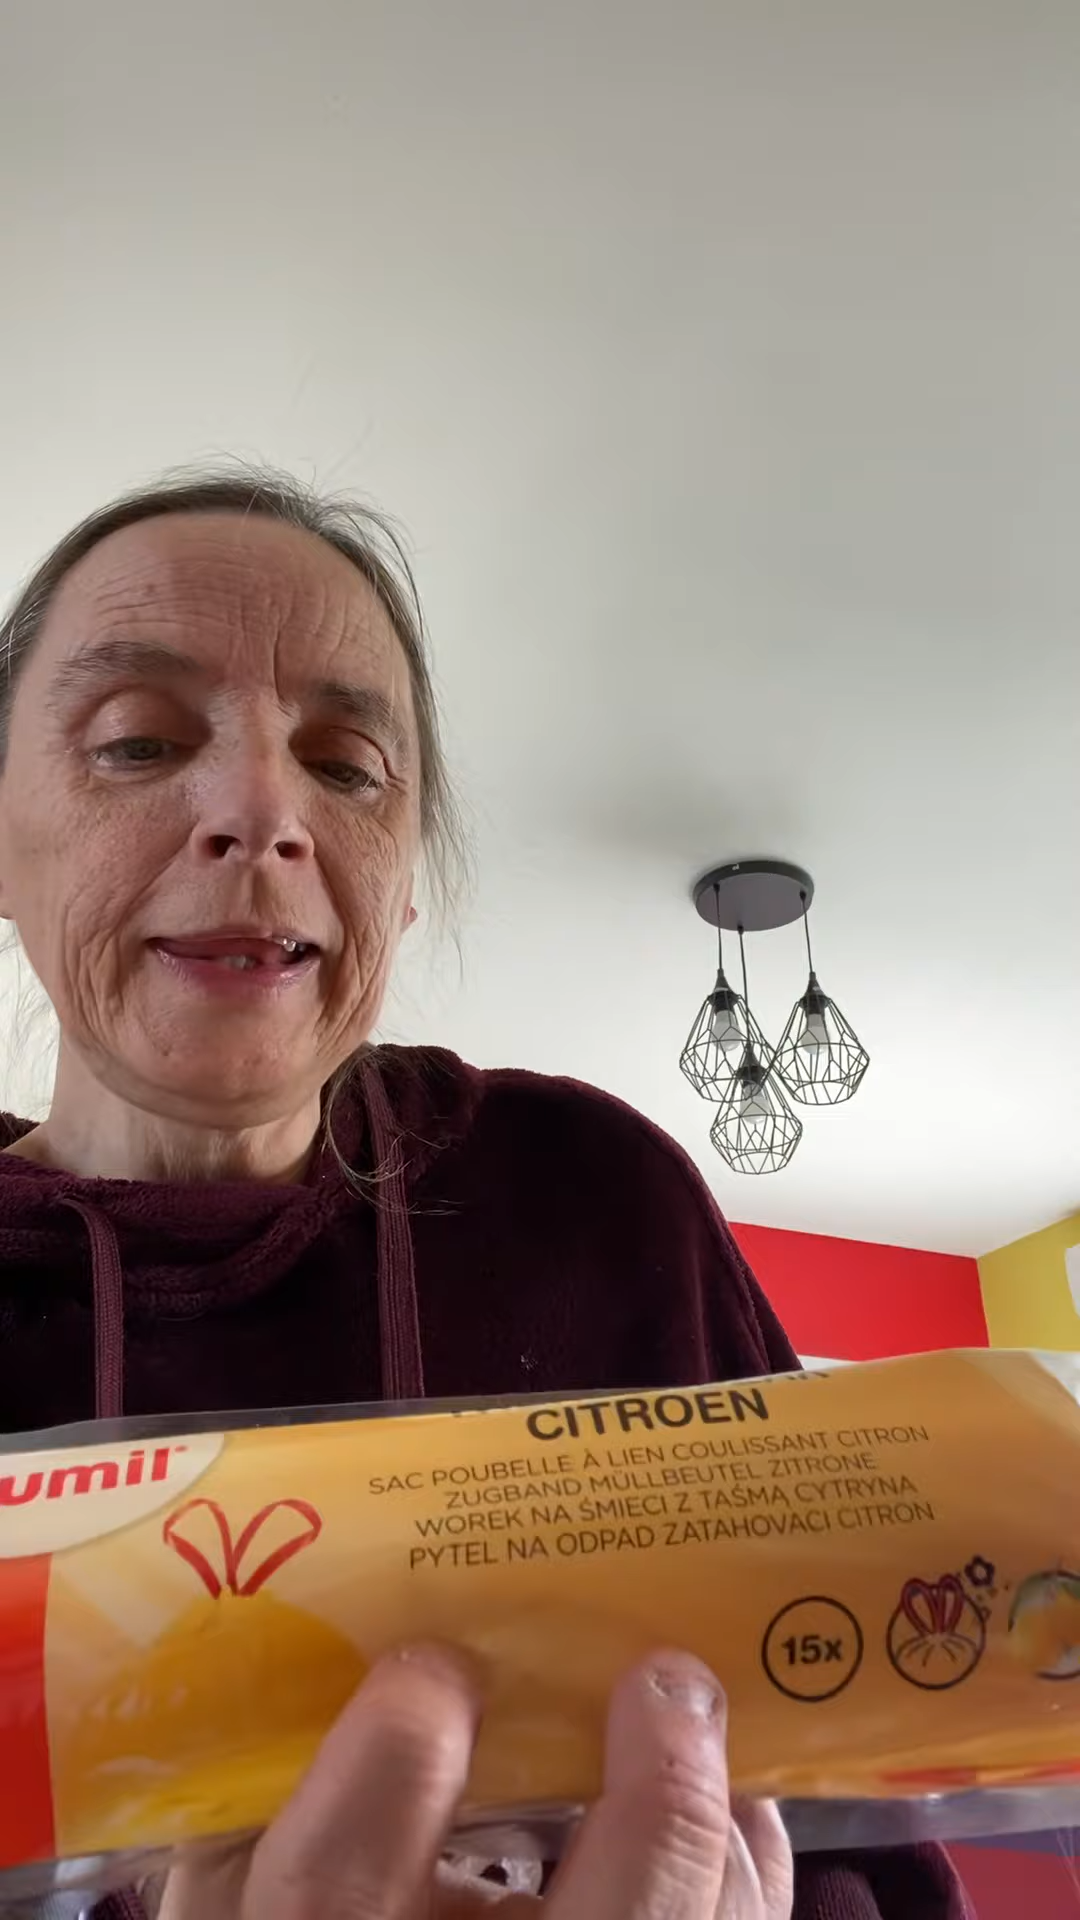 umil
CITROEN
SAC POUBELLE À LIEN COULISSANT CITRON
ZUGBAND MÜLLBEUTEL ZITRONE
WOREK NA ŚMIECI Z TAŚMĄ CYTRYNA
PYTEL NA ODPAD ZATAHOVACI CITRON
15x